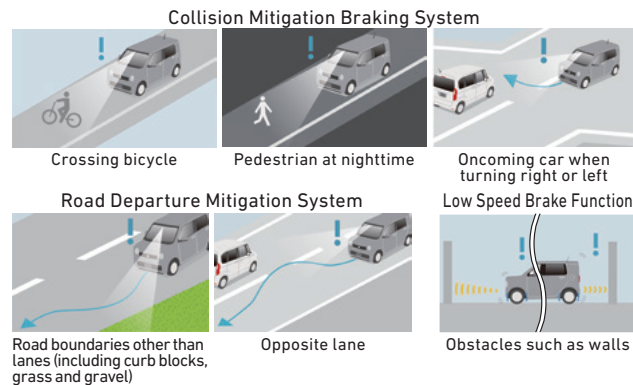 Collision Mitigation Braking System
!
!
!
Crossing bicycle
Pedestrian at nighttime
Oncoming car when
turning right or left
Road Departure Mitigation System
Low Speed Brake Function
!
!
!
!
Road boundaries other than
lanes (including curb blocks,
grass and gravel)
Opposite lane
Obstacles such as walls